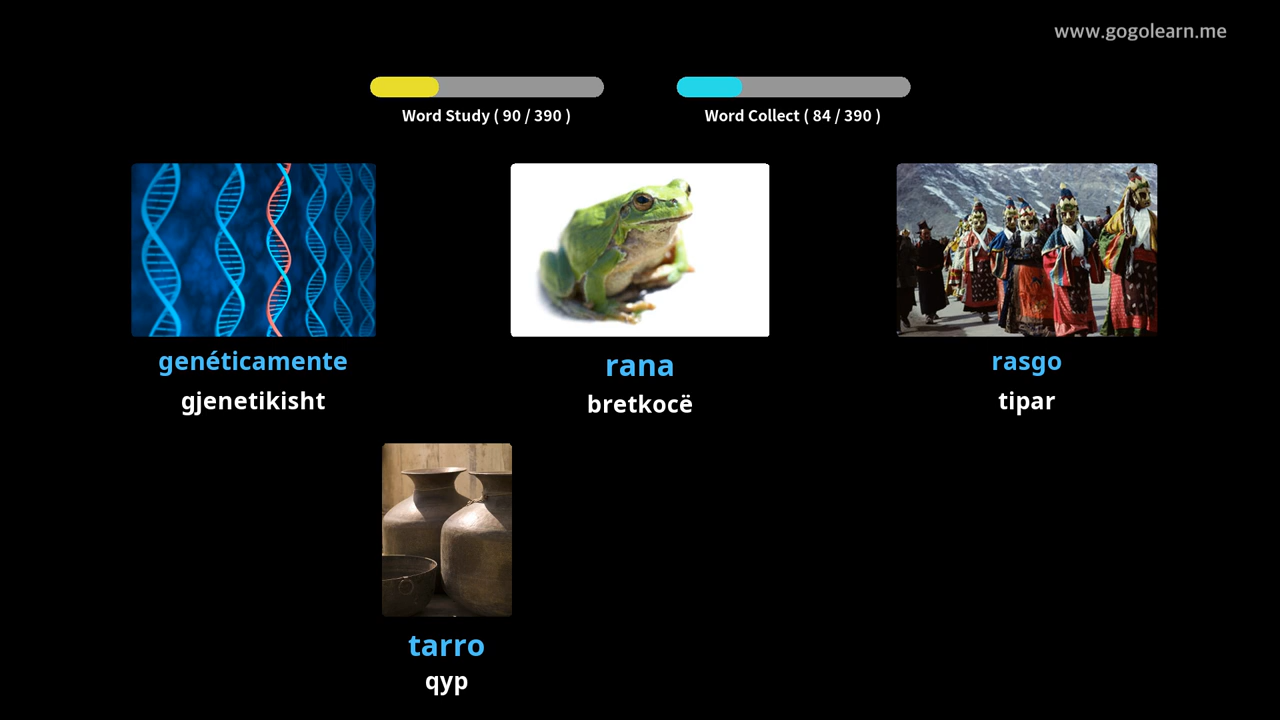 www.gogolearn.me
Word Study ( 90 / 390 )
Word Collect ( 84 / 390 )
genéticamente
gjenetikisht
rana
bretkocë
rasgo
tipar
tarro
qyp